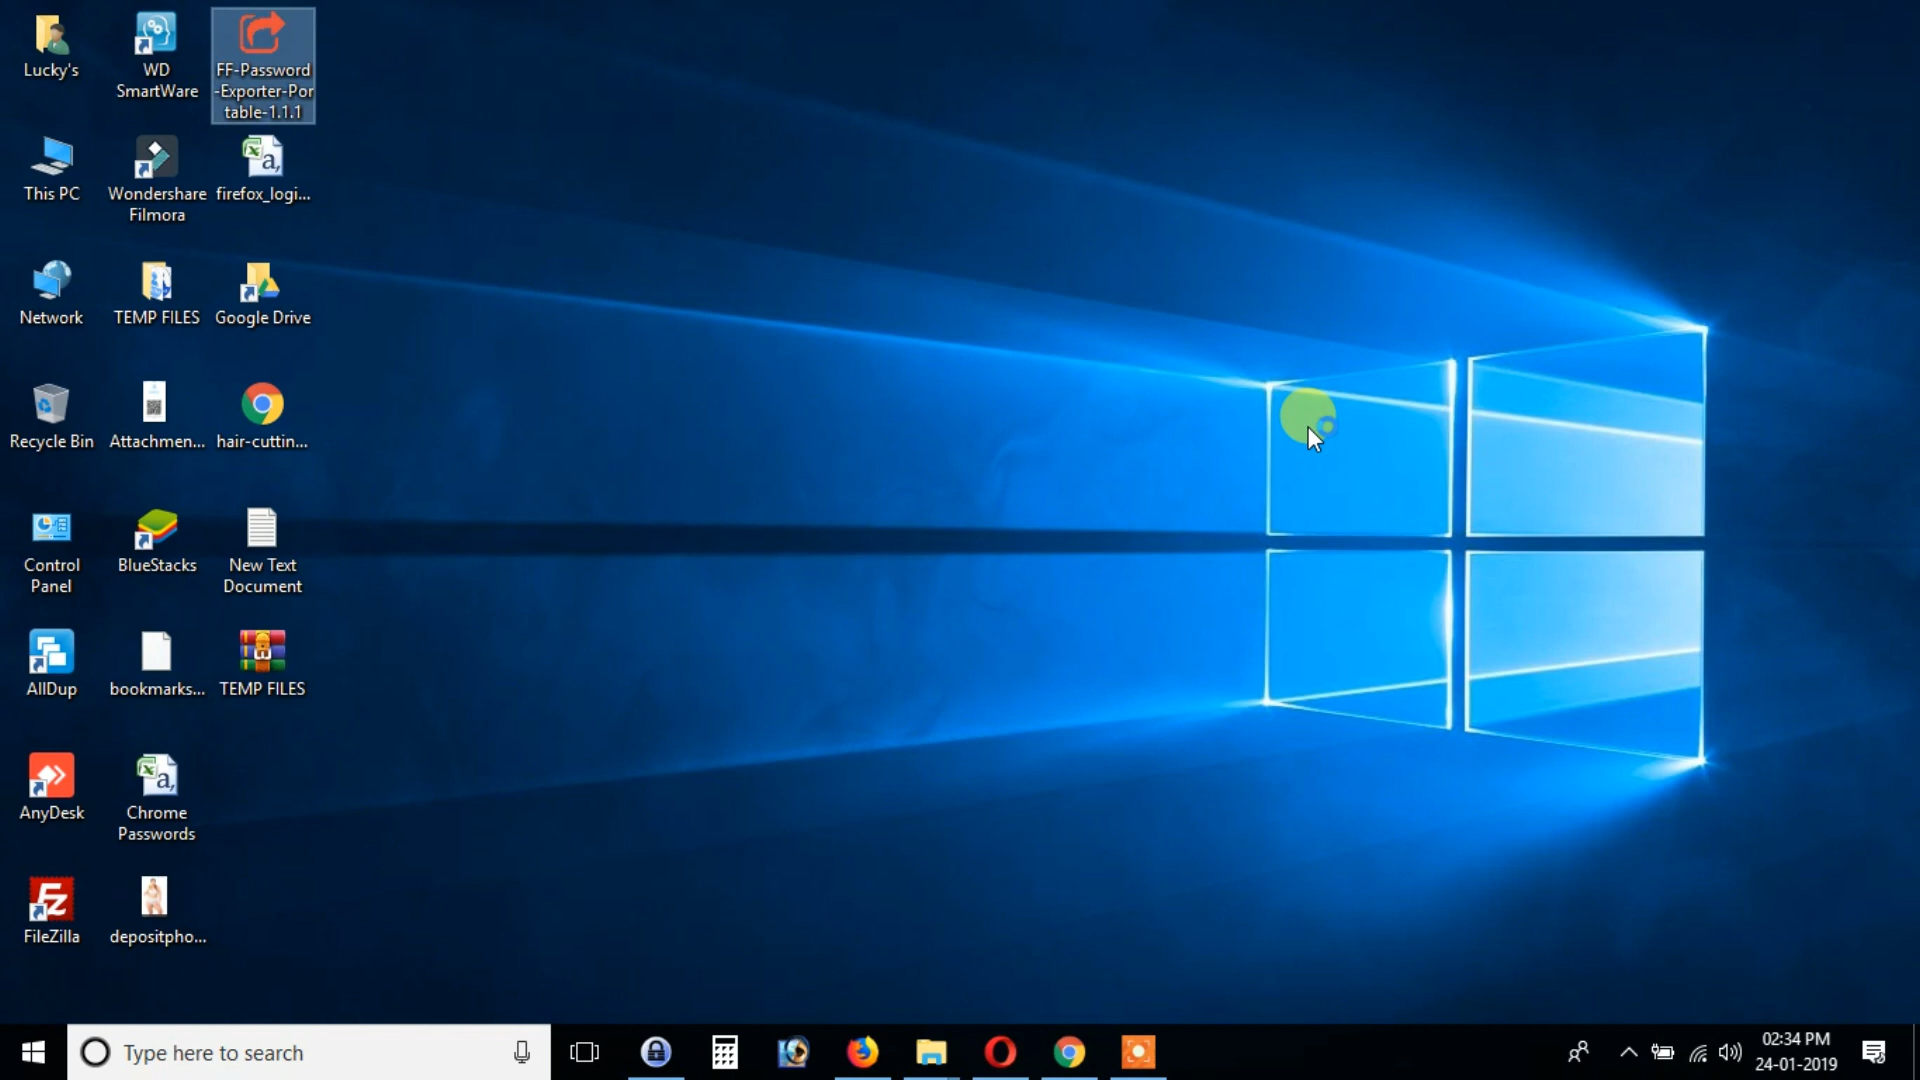 Lucky's
WD
SmartWare
FF-Password
-Exporter-Por
table-1.1.1
This PC
Wondershare
Filmora
firefox_logi...
Network
TEMP FILES
Google Drive
Recycle Bin
Attachmen...
hair-cuttin...
Control
Panel
BlueStacks
New Text
Document
AllDup
bookmarks...
TEMP FILES
AnyDesk
Chrome
Passwords
FileZilla
depositpho...
Type here to search
02:34 PM
24-01-2019